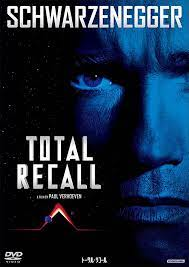 SCHWARZENEGGER
TOTAL
RECALL
A FILM BY PAUL VERHOEVEN
トータル・リコール
DVD
VIDEO